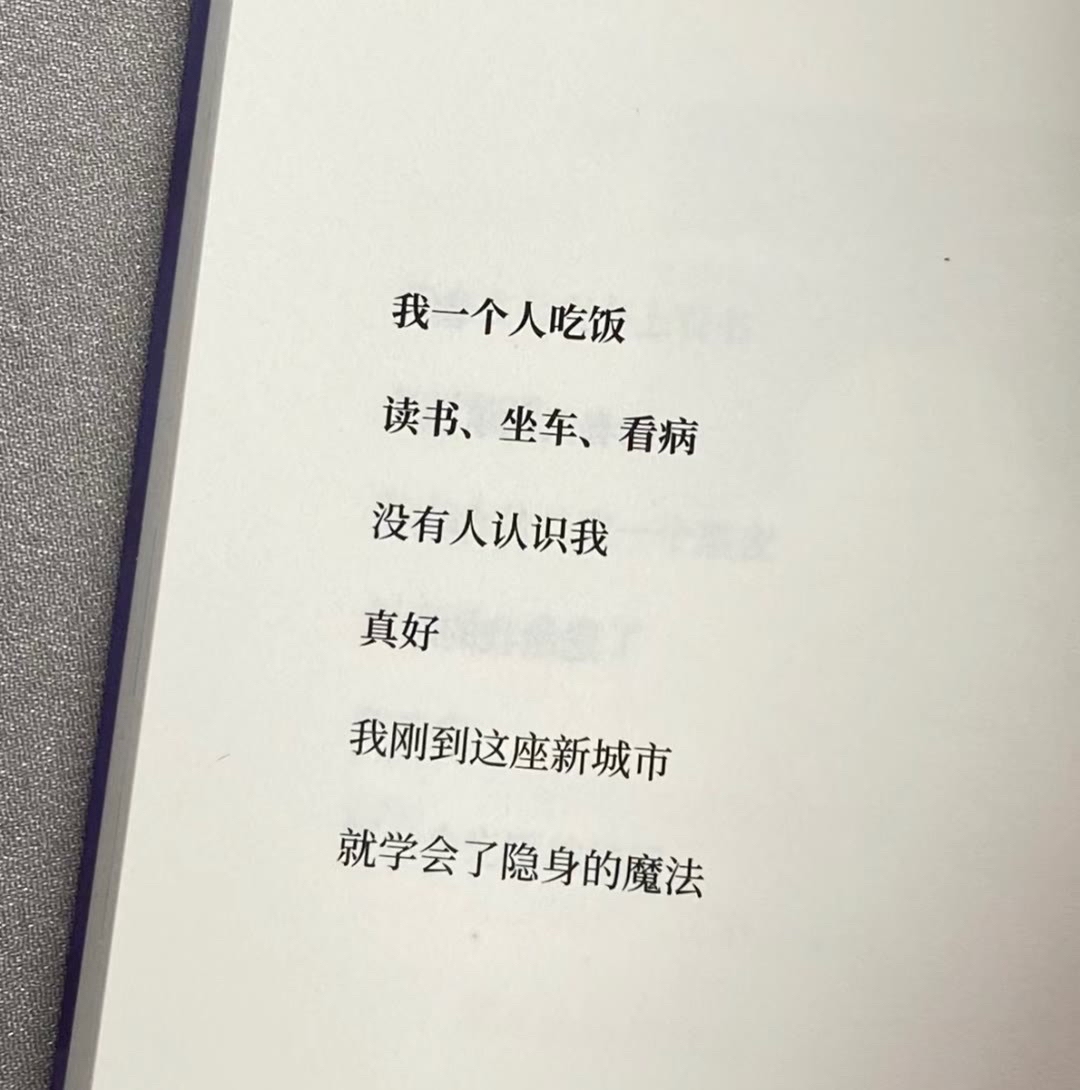 我一个人吃饭
读书、坐车、看病
没有人认识我
真好
我刚到这座新城市
就学会了隐身的魔法